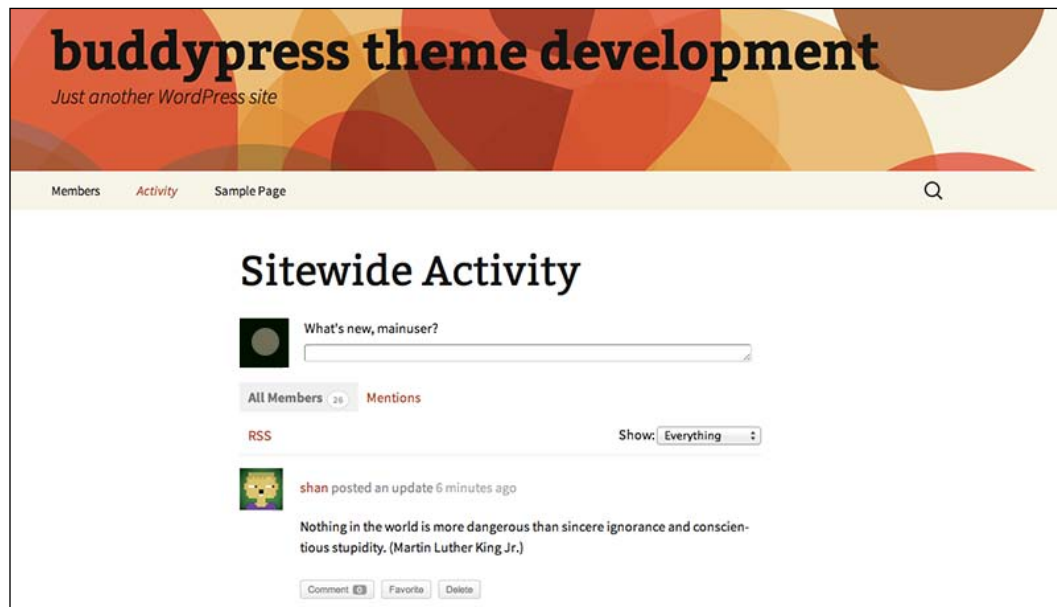 buddypress theme development
Just another WordPress site
Members Activity Sample Page
Sitewide Activity
What's new, mainuser?
All Members 26 Mentions
RSS Show: Everything
shan posted an update 6 minutes ago
Nothing in the world is more dangerous than sincere ignorance and conscien-
tious stupidity. (Martin Luther King Jr.)
Comment 0 Favorite Delete